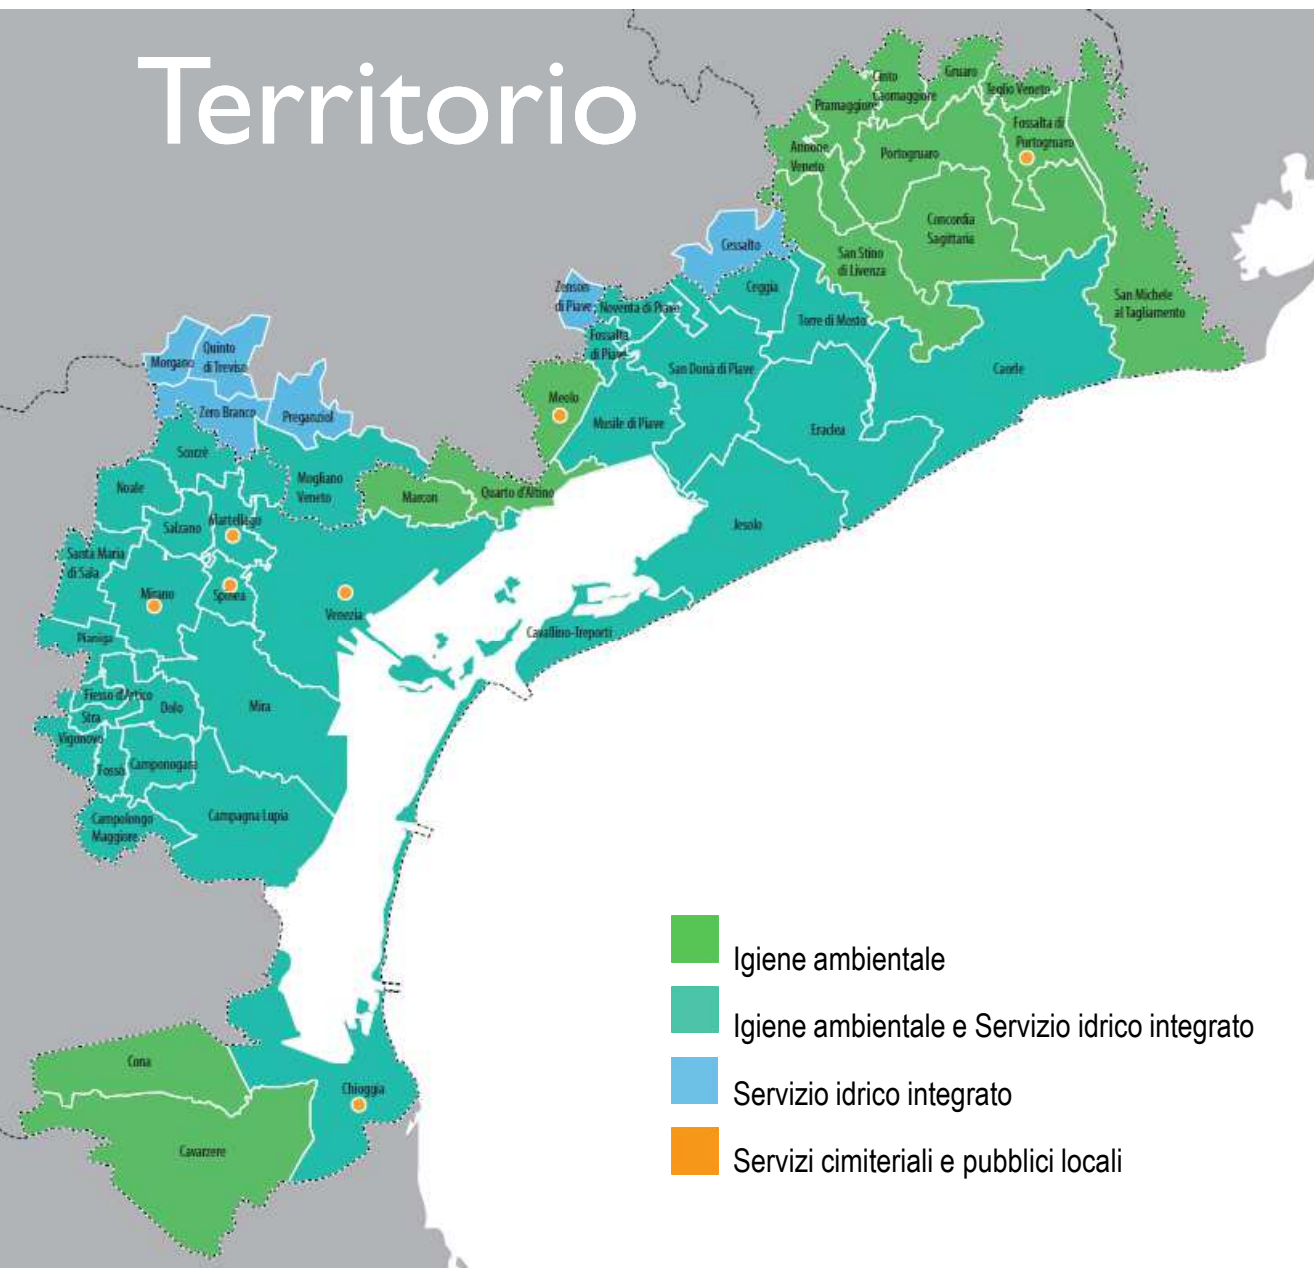 Territorio
Cinto
Caomaggiore
Gruaro
Teglio Veneto
Pramaggiore
Fossalta di
Portogruaro
Annone
Veneto
Portogruaro
Concordia
Sagittaria
Cessalto
San Stino
di Livenza
San Michele
al Tagliamento
Zenson
di Piave
Noventa di Piave
Ceggia
Torre di Mosto
Fossalta
di Piave
San Donà di Piave
Caorle
Morgano
Quinto
di Treviso
Zero Branco
Preganziol
Meolo
Musile di Piave
Eraclea
Scorzè
Noale
Mogliano
Veneto
Marcon
Quarto d'Altino
Salzano
Martellago
Jesolo
Santa Maria
di Sala
Mirano
Spinea
Venezia
Pianiga
Cavallino-Treporti
Fiesso d'Artico
Stra
Dolo
Mira
Vigonovo
Fossò
Camponogara
Campolongo
Maggiore
Campagna Lupia
Cona
Chioggia
Cavarzere
Igiene ambientale
Igiene ambientale e Servizio idrico integrato
Servizio idrico integrato
Servizi cimiteriali e pubblici locali